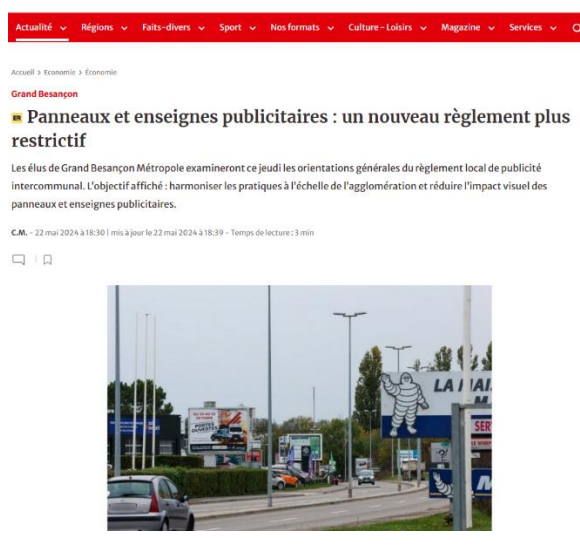 Actualité Régions Faits-divers Sport Nos formats Culture - Loisirs Magazine Services
Accueil > Economie > Économie
Grand Besançon
ER Panneaux et enseignes publicitaires : un nouveau règlement plus
restrictif
Les élus de Grand Besançon Métropole examineront ce jeudi les orientations générales du règlement local de publicité
intercommunal. L'objectif affiché : harmoniser les pratiques à l'échelle de l'agglomération et réduire l'impact visuel des
panneaux et enseignes publicitaires.
C.M. - 22 mai 2024 à 18:30 | mis à jour le 22 mai 2024 à 18:39 - Temps de lecture : 3 min
PORTES
OUVERTES
LA MAI
M
SER
M